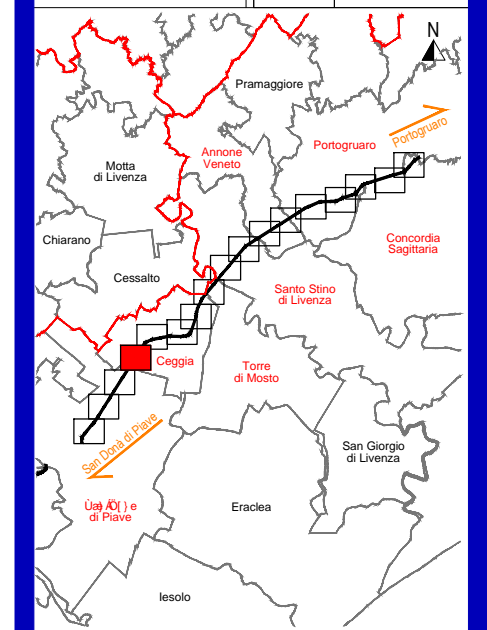 N
Pramaggiore
Portogruaro
Portogruaro
Annone
Veneto
Motta
di Livenza
Chiarano
Concordia
Sagittaria
Cessalto
Santo Stino
di Livenza
Ceggia
Torre
di Mosto
San Donà di Piave
San Giorgio
di Livenza
di Piave
Eraclea
Iesolo